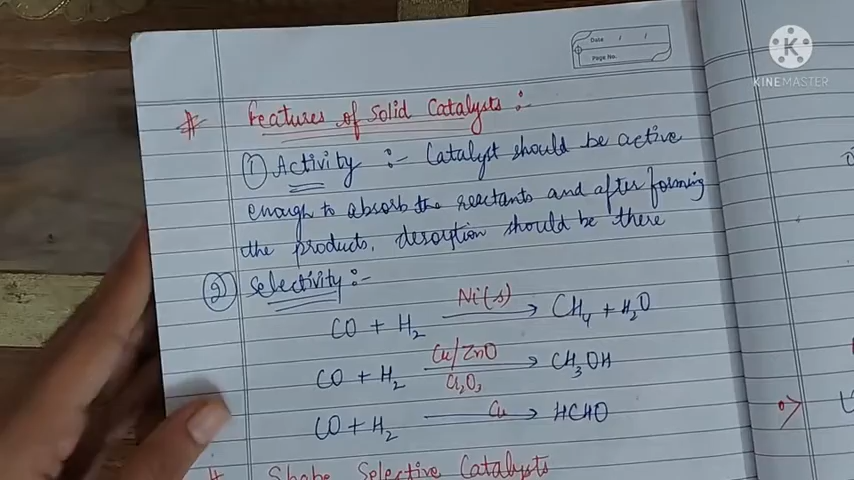 Date / /
Page No.
K
KINEMASTER
# Features of Solid Catalysts :-
① Activity :- Catalyst should be active
enough to absorb the reactants and after forming
the products, desorption should be there
② Selectivity :-
CO + H₂ —Ni(s)→ CH₄ + H₂O
CO + H₂ —Cu/ZnO→ CH₃OH
CO + H₂ —Cu→ HCHO
# Shape Selective Catalysts